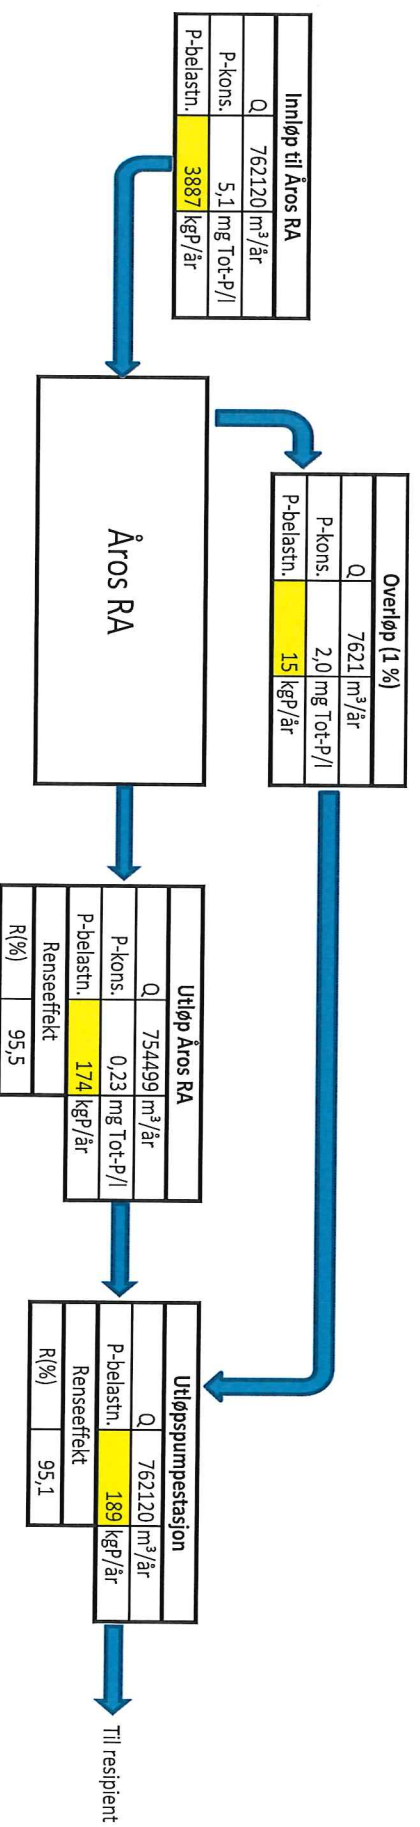 Innløp til Åros RA
Q 762120 m³/år
P-kons. 5,1 mg Tot-P/l
P-belastn. 3887 kgP/år
Overløp (1 %)
Q 7621 m³/år
P-kons. 2,0 mg Tot-P/l
P-belastn. 15 kgP/år
Åros RA
Utløp Åros RA
Q 754499 m³/år
P-kons. 0,23 mg Tot-P/l
P-belastn. 174 kgP/år
Renseeffekt
R(%) 95,5
Utløpspumpestasjon
Q 762120 m³/år
P-belastn. 189 kgP/år
Renseeffekt
R(%) 95,1
Til resipient